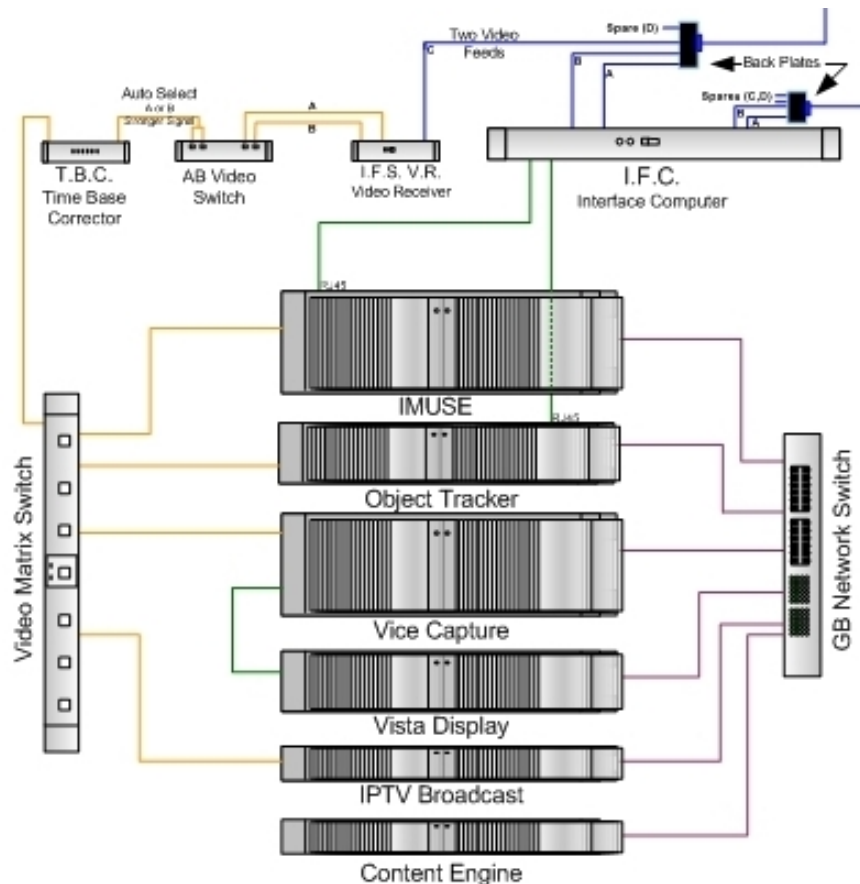 Spare (D)
Two Video
Feeds
C
B
A
Back Plates
Auto Select
A or B
Stronger Signal
A
B
Spares (C,D)
B
A
T.B.C.
Time Base
Corrector
AB Video
Switch
I.F.S. V.R.
Video Receiver
I.F.C.
Interface Computer
RJ45
IMUSE
RJ45
Object Tracker
Video Matrix Switch
GB Network Switch
Vice Capture
Vista Display
IPTV Broadcast
Content Engine